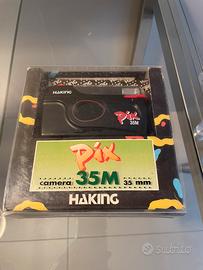 HAKING
Pix
35M
Pix
camera 35M 35 mm
HAKING
Subito